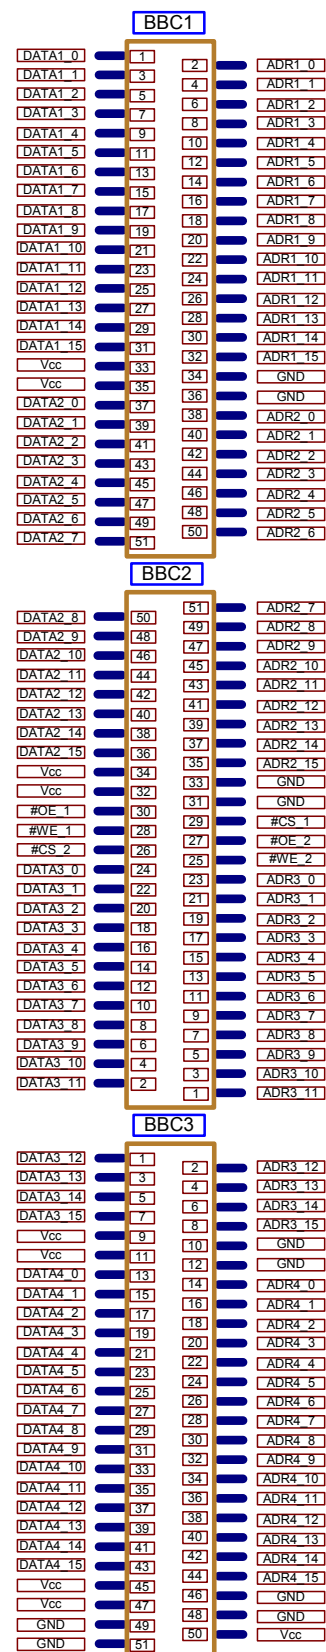 BBC1
DATA1_0 1
2 ADR1_0
DATA1_1 3
4 ADR1_1
DATA1_2 5
6 ADR1_2
DATA1_3 7
8 ADR1_3
DATA1_4 9
10 ADR1_4
DATA1_5 11
12 ADR1_5
DATA1_6 13
14 ADR1_6
DATA1_7 15
16 ADR1_7
DATA1_8 17
18 ADR1_8
DATA1_9 19
20 ADR1_9
DATA1_10 21
22 ADR1_10
DATA1_11 23
24 ADR1_11
DATA1_12 25
26 ADR1_12
DATA1_13 27
28 ADR1_13
DATA1_14 29
30 ADR1_14
DATA1_15 31
32 ADR1_15
Vcc 33
34 GND
Vcc 35
36 GND
DATA2_0 37
38 ADR2_0
DATA2_1 39
40 ADR2_1
DATA2_2 41
42 ADR2_2
DATA2_3 43
44 ADR2_3
DATA2_4 45
46 ADR2_4
DATA2_5 47
48 ADR2_5
DATA2_6 49
50 ADR2_6
DATA2_7 51
BBC2
51 ADR2_7
DATA2_8 50
49 ADR2_8
DATA2_9 48
47 ADR2_9
DATA2_10 46
45 ADR2_10
DATA2_11 44
43 ADR2_11
DATA2_12 42
41 ADR2_12
DATA2_13 40
39 ADR2_13
DATA2_14 38
37 ADR2_14
DATA2_15 36
35 ADR2_15
Vcc 34
33 GND
Vcc 32
31 GND
#OE_1 30
29 #CS_1
#WE_1 28
27 #OE_2
#CS_2 26
25 #WE_2
DATA3_0 24
23 ADR3_0
DATA3_1 22
21 ADR3_1
DATA3_2 20
19 ADR3_2
DATA3_3 18
17 ADR3_3
DATA3_4 16
15 ADR3_4
DATA3_5 14
13 ADR3_5
DATA3_6 12
11 ADR3_6
DATA3_7 10
9 ADR3_7
DATA3_8 8
7 ADR3_8
DATA3_9 6
5 ADR3_9
DATA3_10 4
3 ADR3_10
DATA3_11 2
1 ADR3_11
BBC3
DATA3_12 1
2 ADR3_12
DATA3_13 3
4 ADR3_13
DATA3_14 5
6 ADR3_14
DATA3_15 7
8 ADR3_15
Vcc 9
10 GND
Vcc 11
12 GND
DATA4_0 13
14 ADR4_0
DATA4_1 15
16 ADR4_1
DATA4_2 17
18 ADR4_2
DATA4_3 19
20 ADR4_3
DATA4_4 21
22 ADR4_4
DATA4_5 23
24 ADR4_5
DATA4_6 25
26 ADR4_6
DATA4_7 27
28 ADR4_7
DATA4_8 29
30 ADR4_8
DATA4_9 31
32 ADR4_9
DATA4_10 33
34 ADR4_10
DATA4_11 35
36 ADR4_11
DATA4_12 37
38 ADR4_12
DATA4_13 39
40 ADR4_13
DATA4_14 41
42 ADR4_14
DATA4_15 43
44 ADR4_15
Vcc 45
46 GND
Vcc 47
48 GND
GND 49
50 Vcc
GND 51